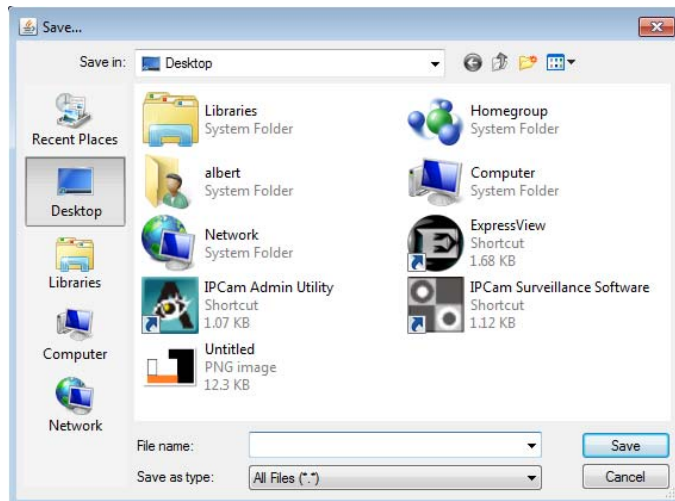 Save...
Save in:
Desktop
Recent Places
Desktop
Libraries
Computer
Network
Libraries
System Folder
Homegroup
System Folder
albert
System Folder
Computer
System Folder
Network
System Folder
ExpressView
Shortcut
1.68 KB
IPCam Admin Utility
Shortcut
1.07 KB
IPCam Surveillance Software
Shortcut
1.12 KB
Untitled
PNG image
12.3 KB
File name:
Save
Save as type:
All Files (*.*)
Cancel